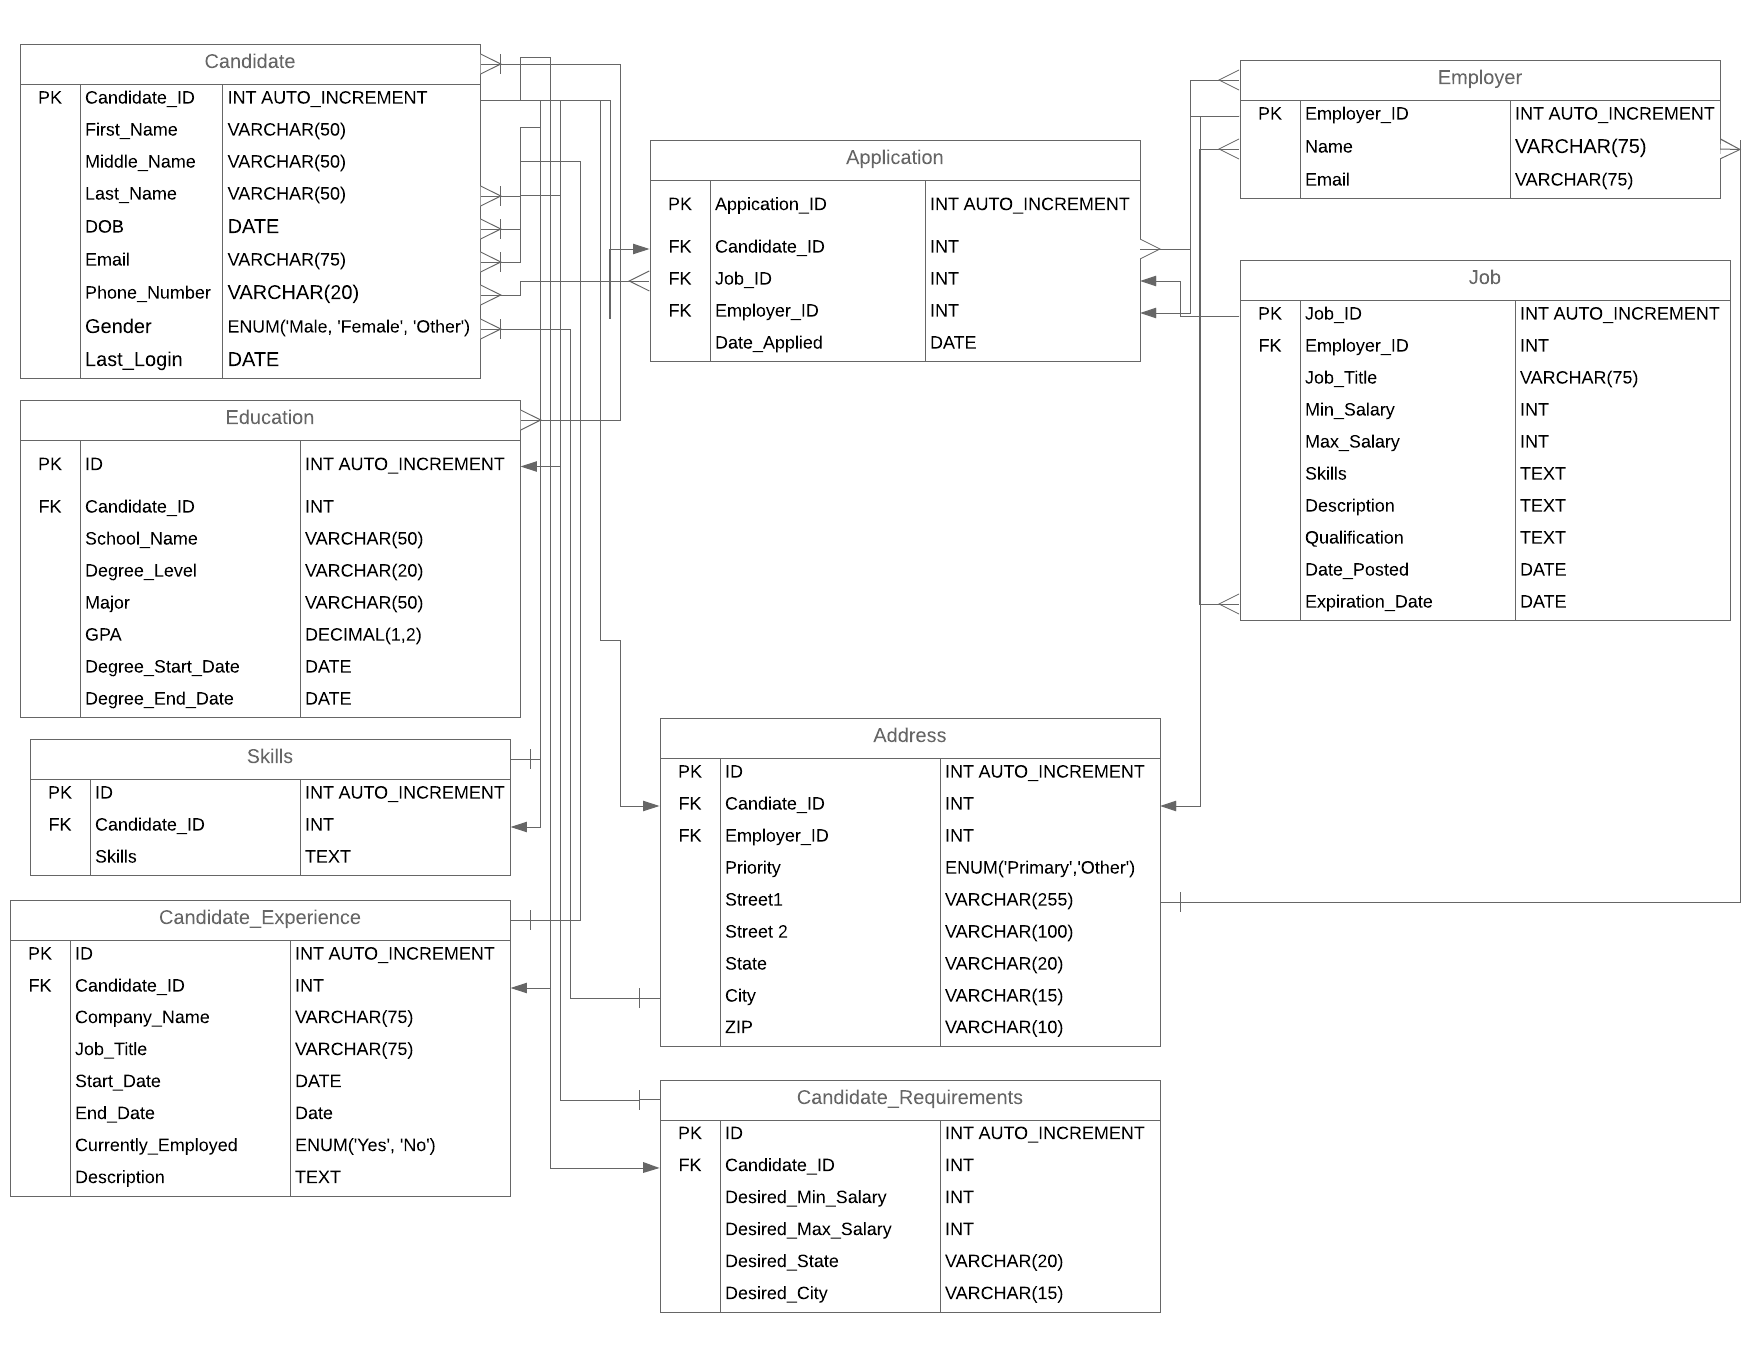 Candidate
PK Candidate_ID INT AUTO_INCREMENT
First_Name VARCHAR(50)
Middle_Name VARCHAR(50)
Last_Name VARCHAR(50)
DOB DATE
Email VARCHAR(75)
Phone_Number VARCHAR(20)
Gender ENUM('Male, 'Female', 'Other')
Last_Login DATE
Application
PK Appication_ID INT AUTO_INCREMENT
FK Candidate_ID INT
FK Job_ID INT
FK Employer_ID INT
Date_Applied DATE
Employer
PK Employer_ID INT AUTO_INCREMENT
Name VARCHAR(75)
Email VARCHAR(75)
Job
PK Job_ID INT AUTO_INCREMENT
FK Employer_ID INT
Job_Title VARCHAR(75)
Min_Salary INT
Max_Salary INT
Skills TEXT
Description TEXT
Qualification TEXT
Date_Posted DATE
Expiration_Date DATE
Education
PK ID INT AUTO_INCREMENT
FK Candidate_ID INT
School_Name VARCHAR(50)
Degree_Level VARCHAR(20)
Major VARCHAR(50)
GPA DECIMAL(1,2)
Degree_Start_Date DATE
Degree_End_Date DATE
Skills
PK ID INT AUTO_INCREMENT
FK Candidate_ID INT
Skills TEXT
Address
PK ID INT AUTO_INCREMENT
FK Candiate_ID INT
FK Employer_ID INT
Priority ENUM('Primary','Other')
Street1 VARCHAR(255)
Street 2 VARCHAR(100)
State VARCHAR(20)
City VARCHAR(15)
ZIP VARCHAR(10)
Candidate_Experience
PK ID INT AUTO_INCREMENT
FK Candidate_ID INT
Company_Name VARCHAR(75)
Job_Title VARCHAR(75)
Start_Date DATE
End_Date Date
Currently_Employed ENUM('Yes', 'No')
Description TEXT
Candidate_Requirements
PK ID INT AUTO_INCREMENT
FK Candidate_ID INT
Desired_Min_Salary INT
Desired_Max_Salary INT
Desired_State VARCHAR(20)
Desired_City VARCHAR(15)